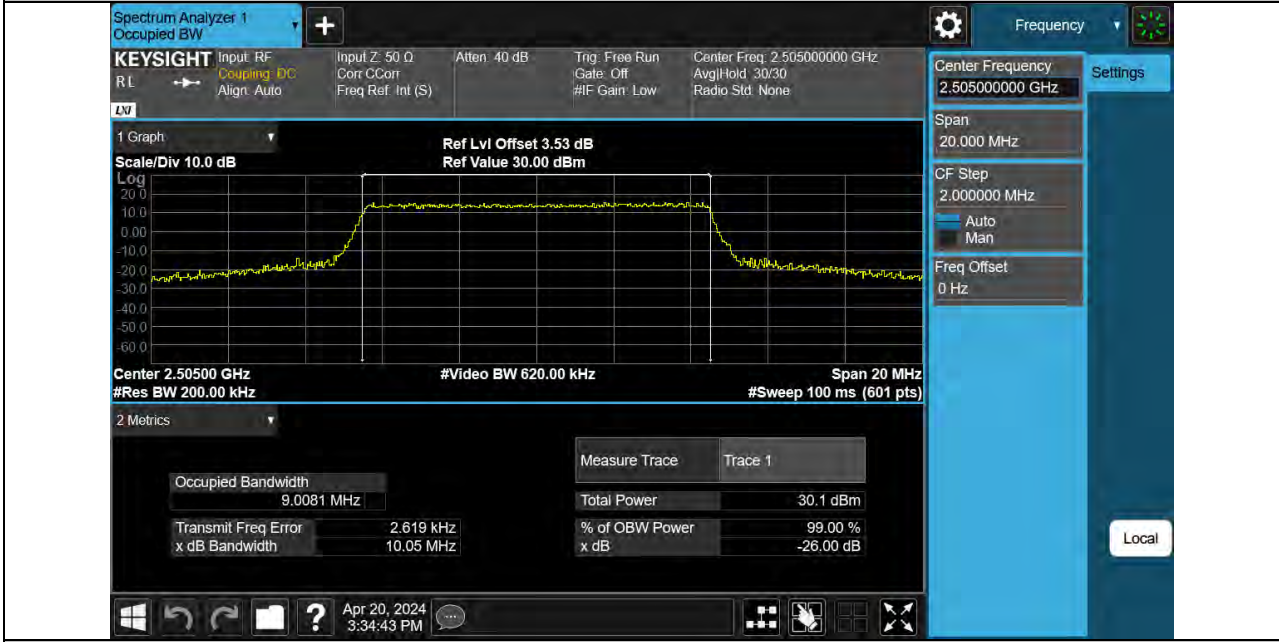 Spectrum Analyzer 1
Occupied BW
Frequency
KEYSIGHT
R L
LXI
Input: RF
Coupling: DC
Align: Auto
Input Z: 50 Ω
Corr CCorr
Freq Ref: Int (S)
Atten: 40 dB
Trig: Free Run
Gate: Off
#IF Gain: Low
Center Freq: 2.505000000 GHz
Avg|Hold: 30/30
Radio Std: None
1 Graph
Scale/Div 10.0 dB
Ref Lvl Offset 3.53 dB
Ref Value 30.00 dBm
Log
20.0
10.0
0.00
-10.0
-20.0
-30.0
-40.0
-50.0
-60.0
Center 2.50500 GHz
#Video BW 620.00 kHz
Span 20 MHz
#Res BW 200.00 kHz
#Sweep 100 ms (601 pts)
2 Metrics
Measure Trace Trace 1
Occupied Bandwidth
9.0081 MHz
Total Power 30.1 dBm
Transmit Freq Error 2.619 kHz
% of OBW Power 99.00 %
x dB Bandwidth 10.05 MHz
x dB -26.00 dB
Center Frequency
2.505000000 GHz
Settings
Span
20.000 MHz
CF Step
2.000000 MHz
Auto
Man
Freq Offset
0 Hz
Local
?
Apr 20, 2024
3:34:43 PM